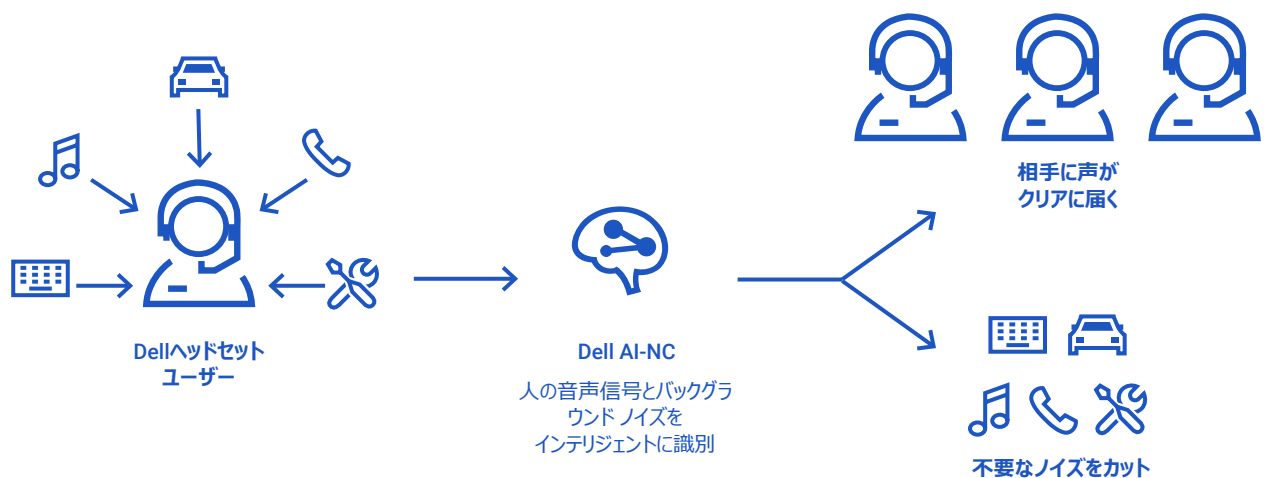 Dellヘッドセット
ユーザー
Dell AI-NC
人の音声信号とバックグラ
ウンド ノイズを
インテリジェントに識別
相手に声が
クリアに届く
不要なノイズをカット